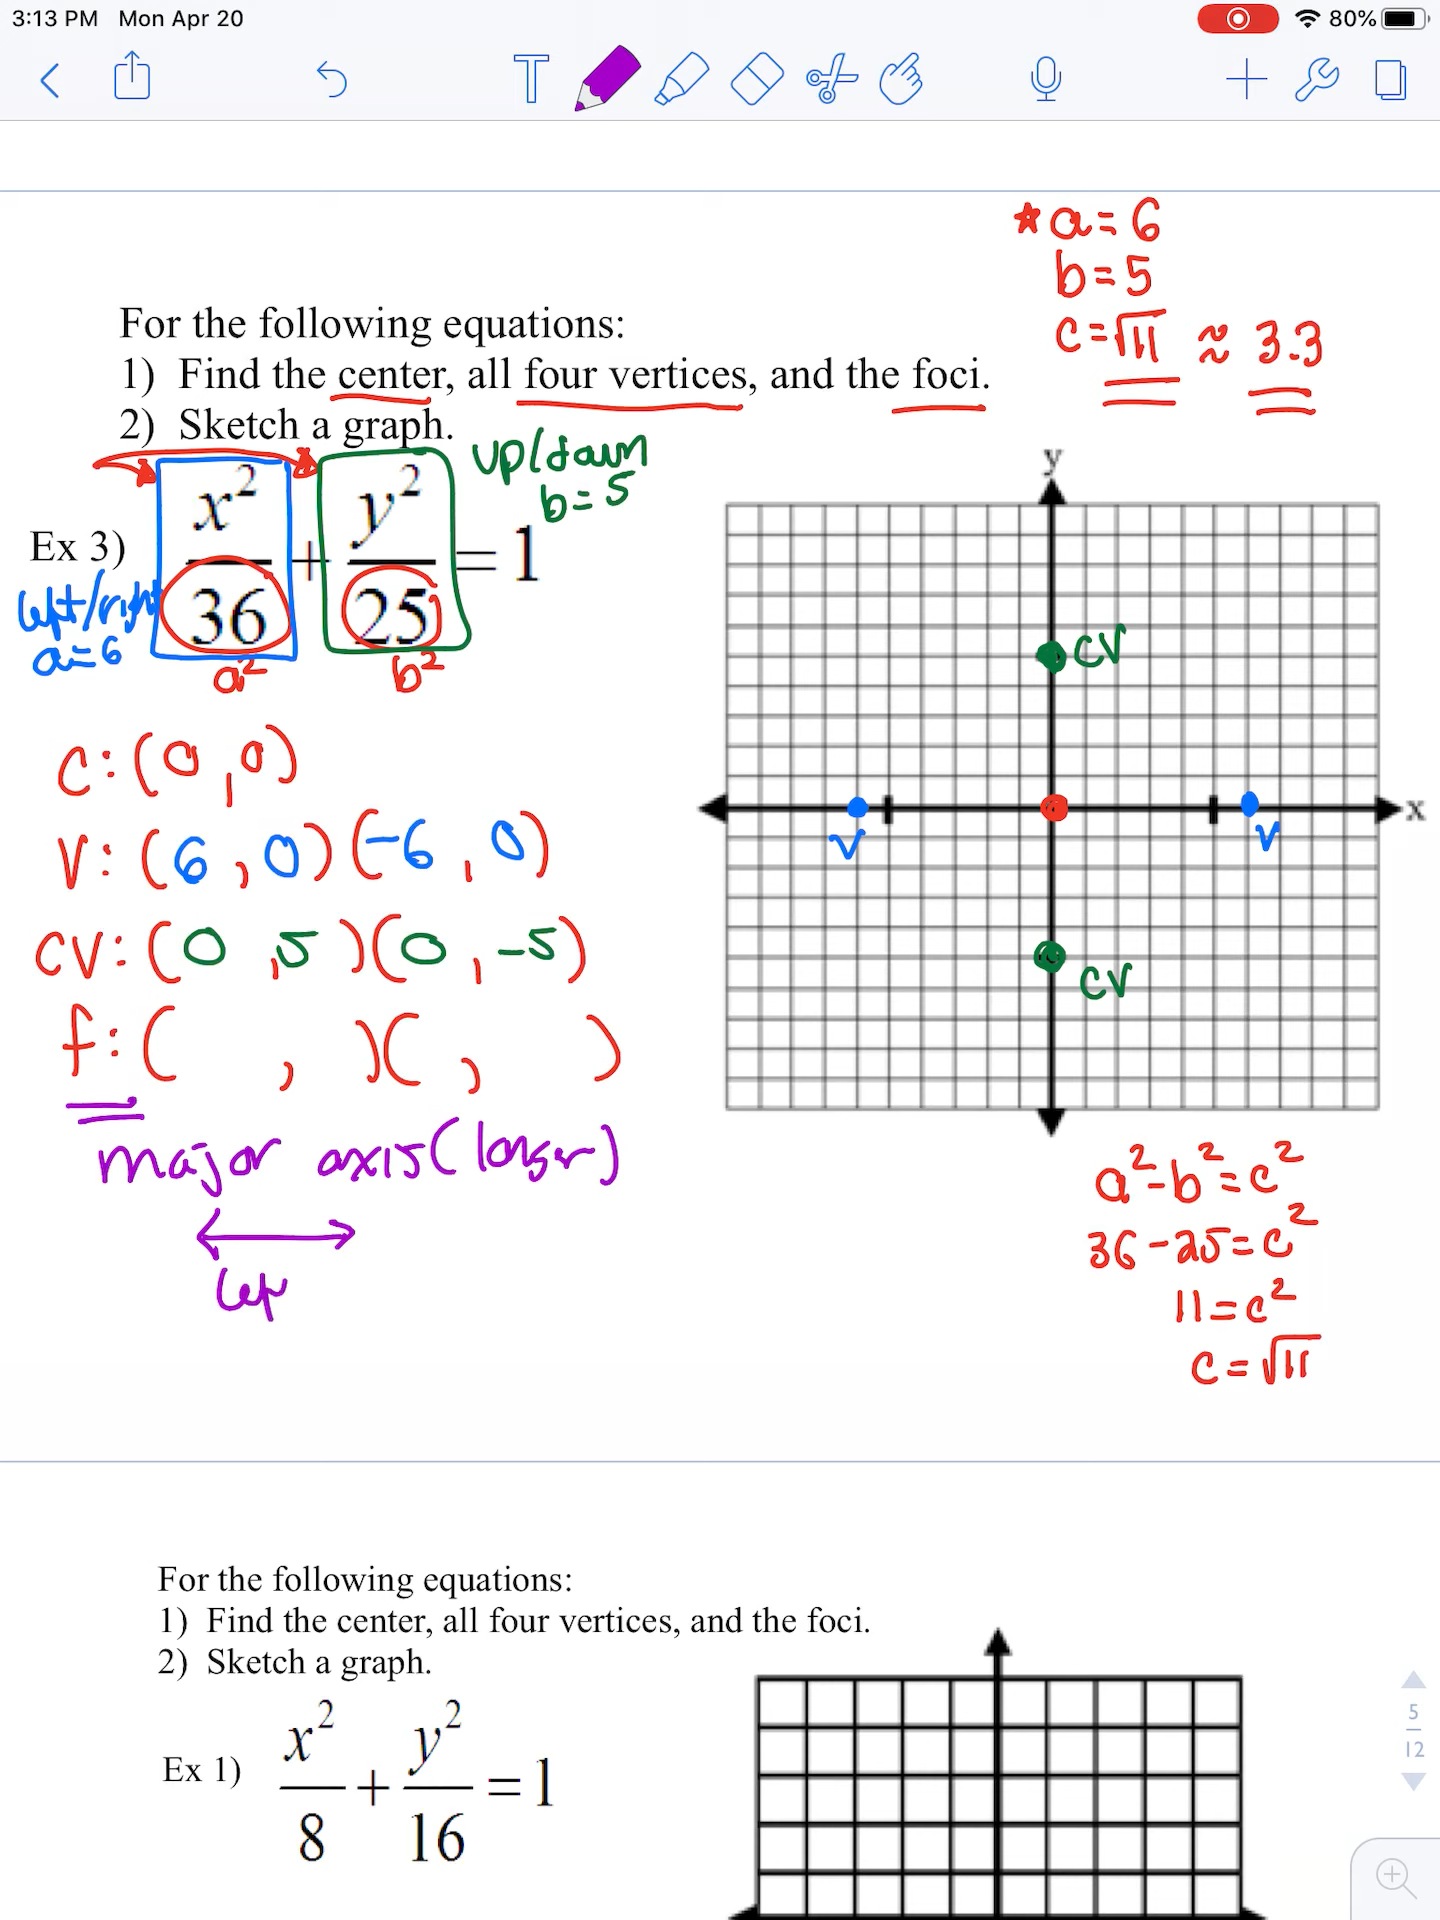 3:13 PM Mon Apr 20 80%
T
* a = 6
b = 5
c = √11 ≈ 3.3
For the following equations:
1) Find the center, all four vertices, and the foci.
2) Sketch a graph.
up/down
b = 5
Ex 3) x²/36 + y²/25 = 1
left/right
a = 6
a² b²
y
x
CV
V V
CV
C: (0, 0)
V: (6, 0)(-6, 0)
CV: (0, 5)(0, -5)
f: ( , )( , )
major axis (longer)
a² - b² = c²
36 - 25 = c²
11 = c²
c = √11
For the following equations:
1) Find the center, all four vertices, and the foci.
2) Sketch a graph.
Ex 1) x²/8 + y²/16 = 1
5
12